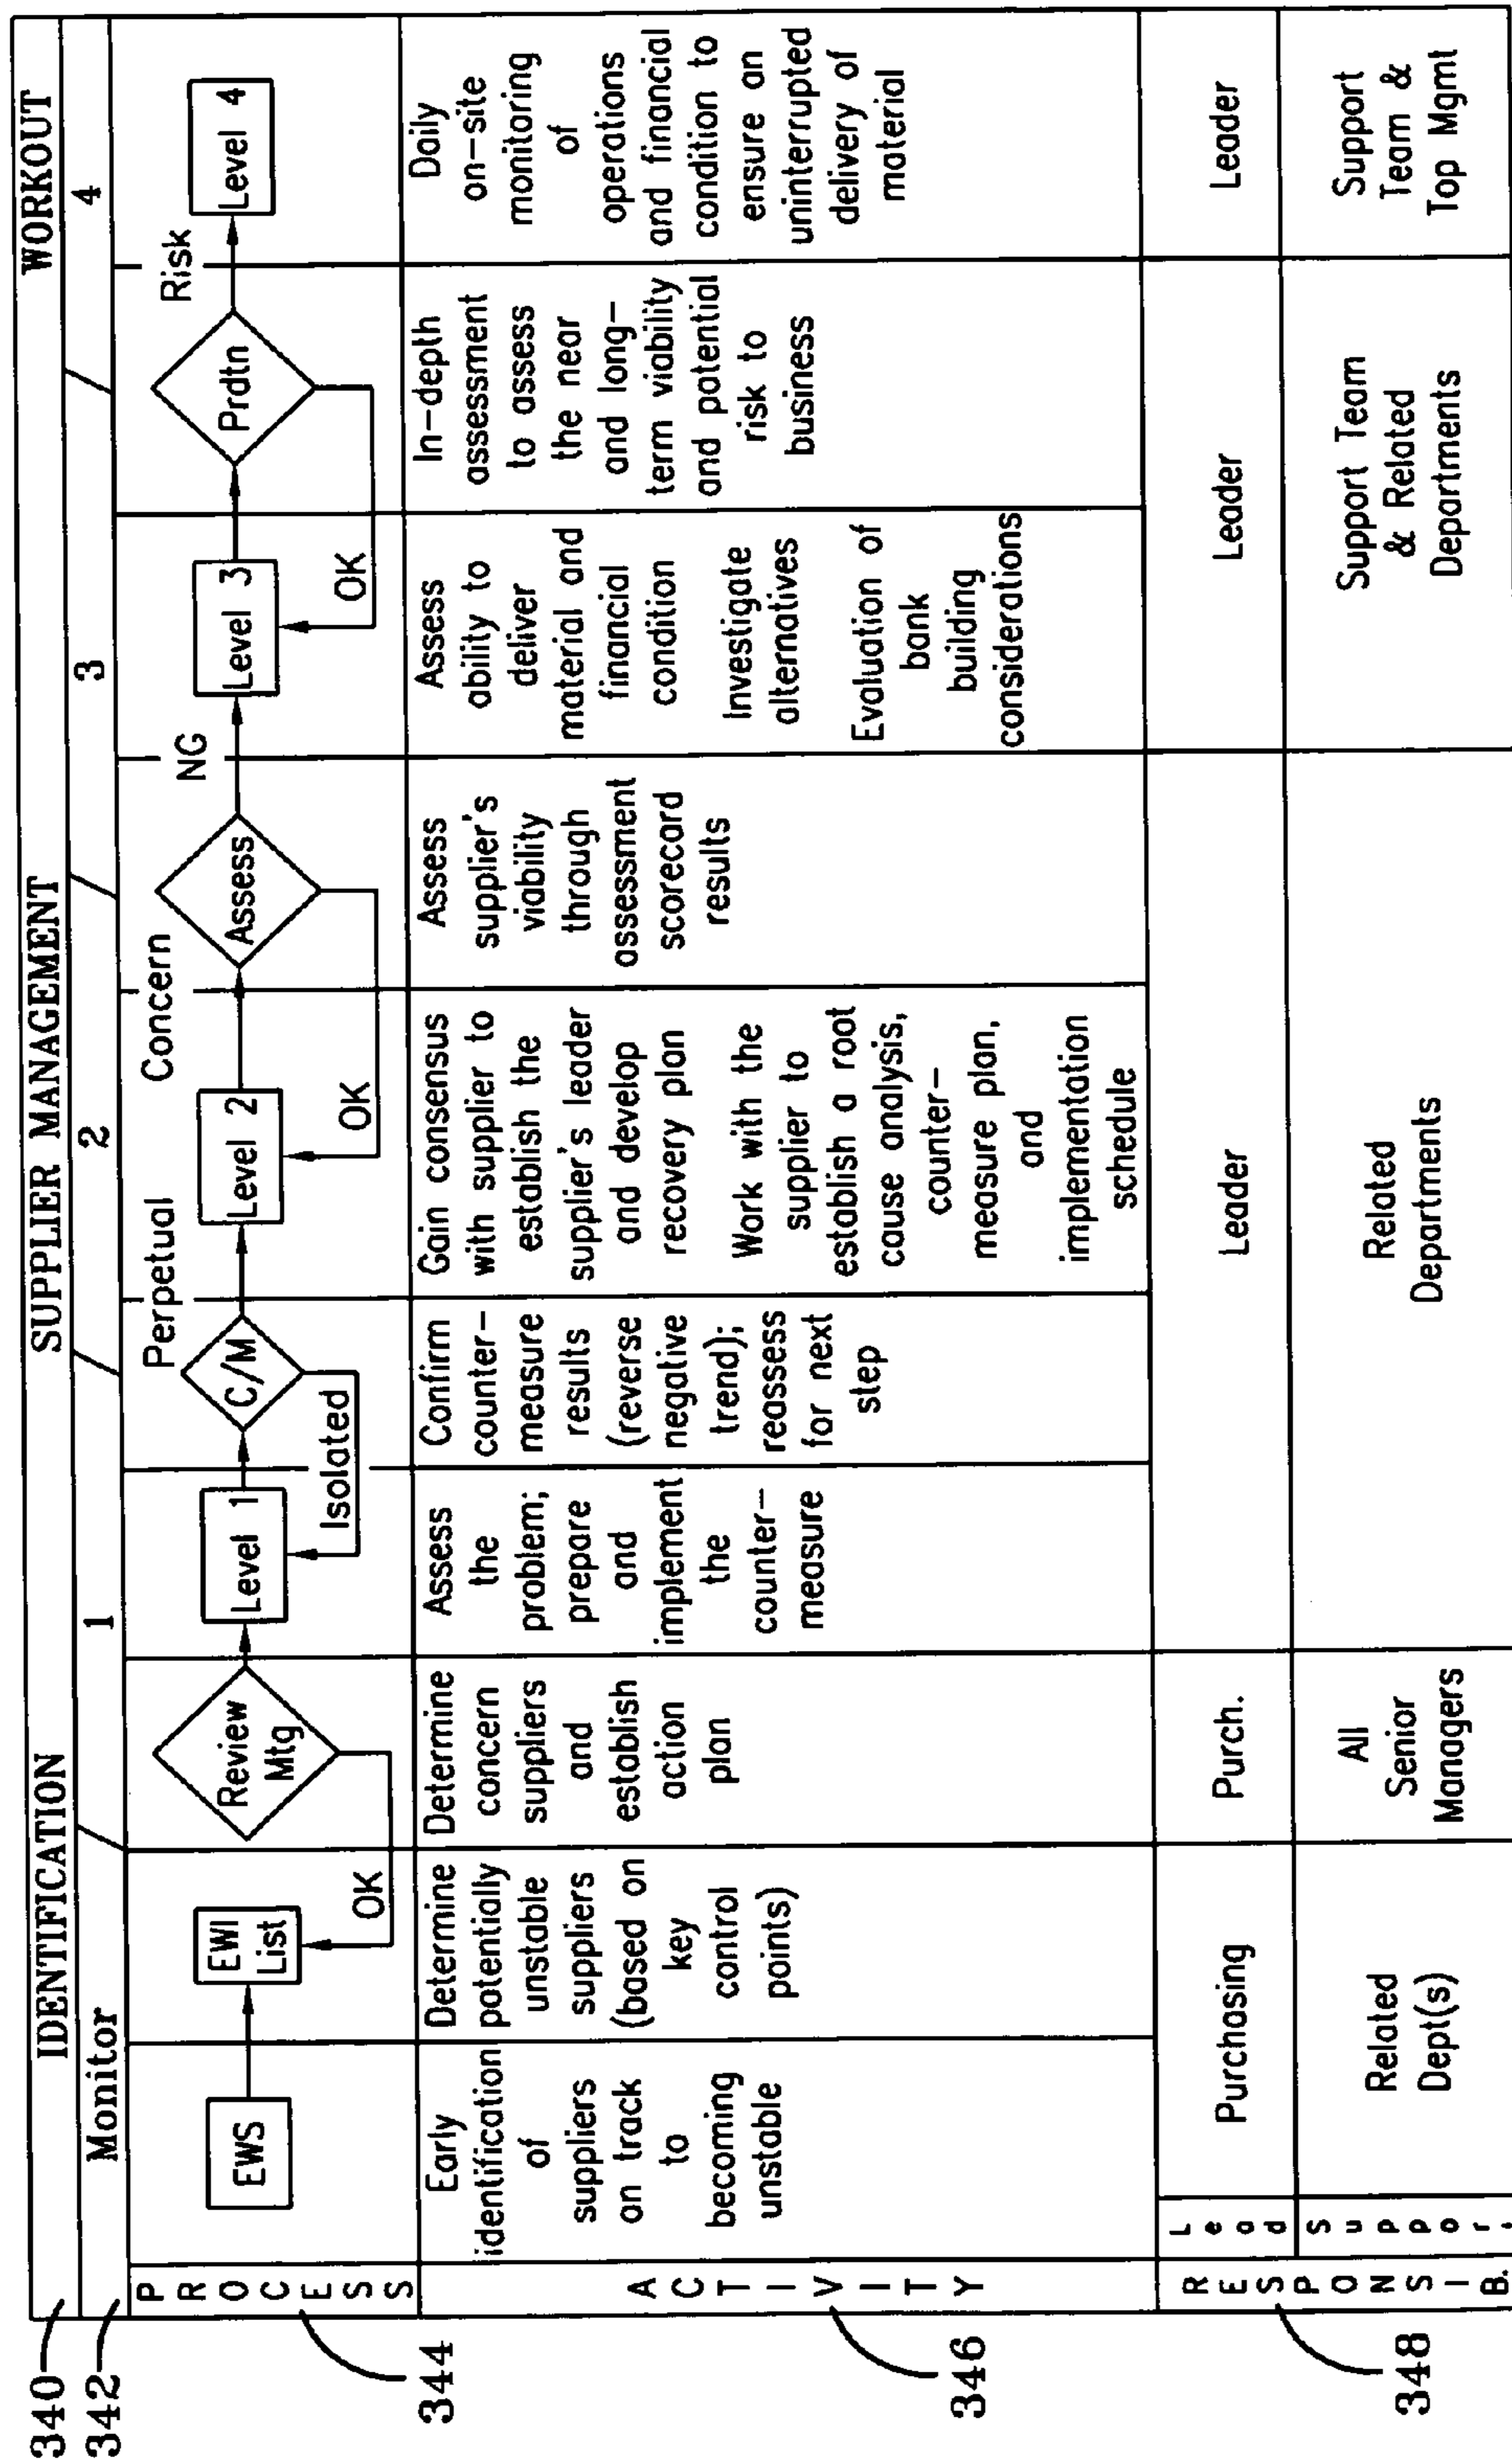 340
IDENTIFICATION
SUPPLIER MANAGEMENT
WORKOUT
342
Monitor
1
2
3
4
344
PROCESS
EWS
EWI
List
OK
Review
Mtg
Level 1
Isolated
C/M
Perpetual
Level 2
OK
Concern
Assess
NG
Level 3
OK
Prdtn
Risk
Level 4
346
ACTIVITY
Early
identification
of
suppliers
on track
to
becoming
unstable
Determine
potentially
unstable
suppliers
(based on
key
control
points)
Determine
concern
suppliers
and
establish
action
plan
Assess
the
problem;
prepare
and
implement
the
counter-
measure
Confirm
counter-
measure
results
(reverse
negative
trend);
reassess
for next
step
Gain consensus
with supplier to
establish the
supplier's leader
and develop
recovery plan
Work with the
supplier to
establish a root
cause analysis,
counter-
measure plan,
and
implementation
schedule
Assess
supplier's
viability
through
assessment
scorecard
results
Assess
ability to
deliver
material and
financial
condition
Investigate
alternatives
Evaluation of
bank
building
considerations
In-depth
assessment
to assess
the near
and long-
term viability
and potential
risk to
business
Daily
on-site
monitoring
of
operations
and financial
condition to
ensure an
uninterrupted
delivery of
material
348
RESPONSIB.
Lead
Purchasing
Purch.
Leader
Leader
Leader
Suppor.
Related
Dept(s)
All
Senior
Managers
Related
Departments
Support Team
& Related
Departments
Support
Team &
Top Mgmt